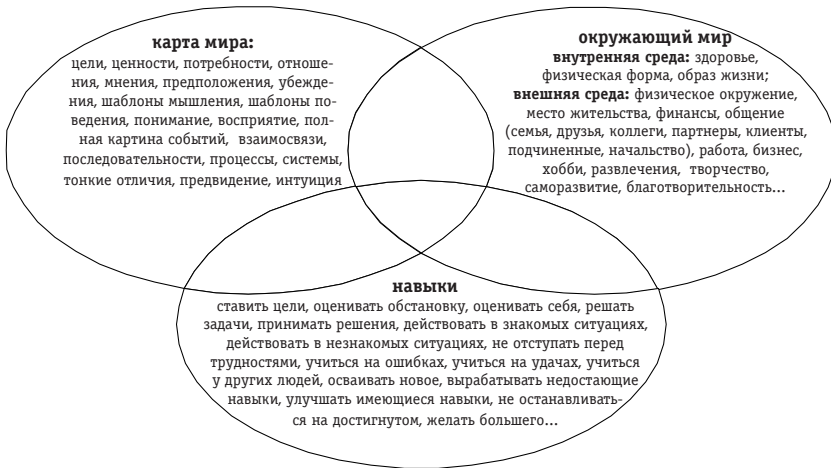 карта мира:
цели, ценности, потребности, отноше-
ния, мнения, предположения, убежде-
ния, шаблоны мышления, шаблоны по-
ведения, понимание, восприятие, пол-
ная картина событий, взаимосвязи,
последовательности, процессы, системы,
тонкие отличия, предвидение, интуиция
окружающий мир
внутренняя среда: здоровье,
физическая форма, образ жизни;
внешняя среда: физическое окружение,
место жительства, финансы, общение
(семья, друзья, коллеги, партнеры, клиенты,
подчиненные, начальство), работа, бизнес,
хобби, развлечения, творчество,
саморазвитие, благотворительность...
навыки
ставить цели, оценивать обстановку, оценивать себя, решать
задачи, принимать решения, действовать в знакомых ситуациях,
действовать в незнакомых ситуациях, не отступать перед
трудностями, учиться на ошибках, учиться на удачах, учиться
у других людей, осваивать новое, вырабатывать недостающие
навыки, улучшать имеющиеся навыки, не останавливать-
ся на достигнутом, желать большего...